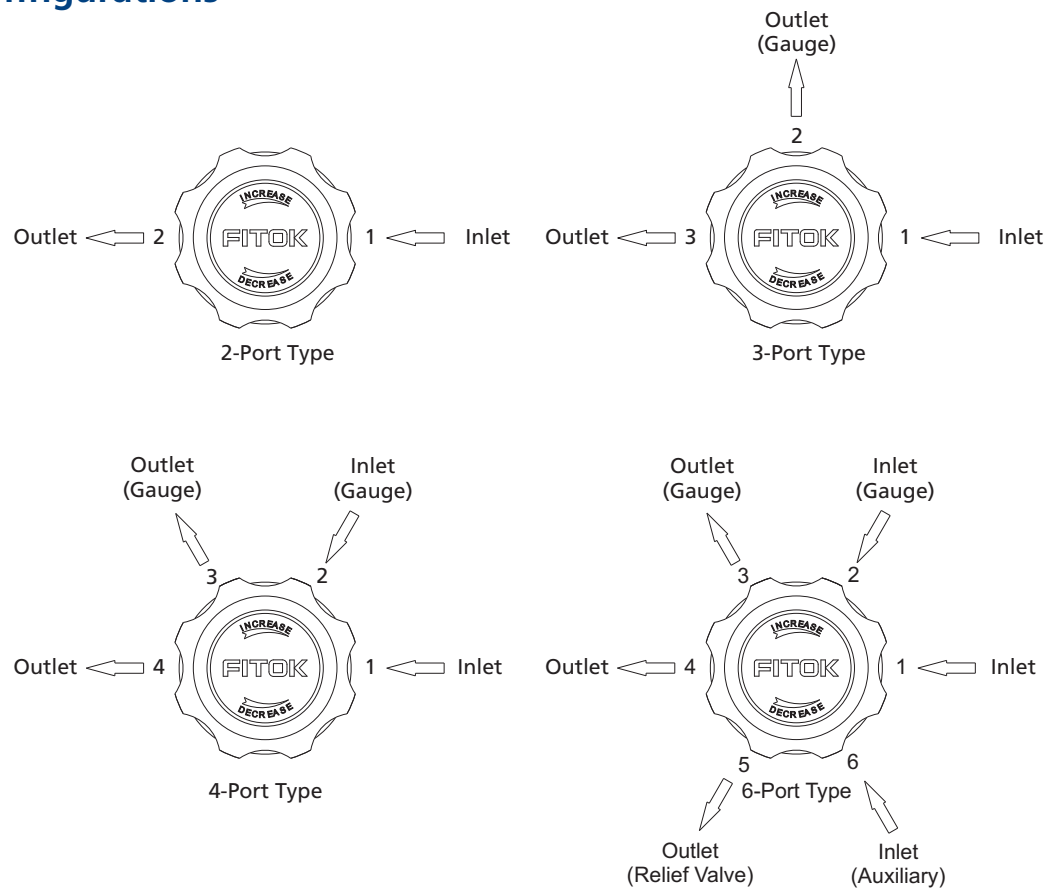 Outlet
2
INCREASE
FITOK
DECREASE
1
Inlet
2-Port Type
Outlet
(Gauge)
2
Outlet
3
INCREASE
FITOK
DECREASE
1
Inlet
3-Port Type
Outlet
(Gauge)
Inlet
(Gauge)
3
2
Outlet
4
INCREASE
FITOK
DECREASE
1
Inlet
4-Port Type
Outlet
(Gauge)
Inlet
(Gauge)
3
2
Outlet
4
INCREASE
FITOK
DECREASE
1
Inlet
5
6
6-Port Type
Outlet
(Relief Valve)
Inlet
(Auxiliary)